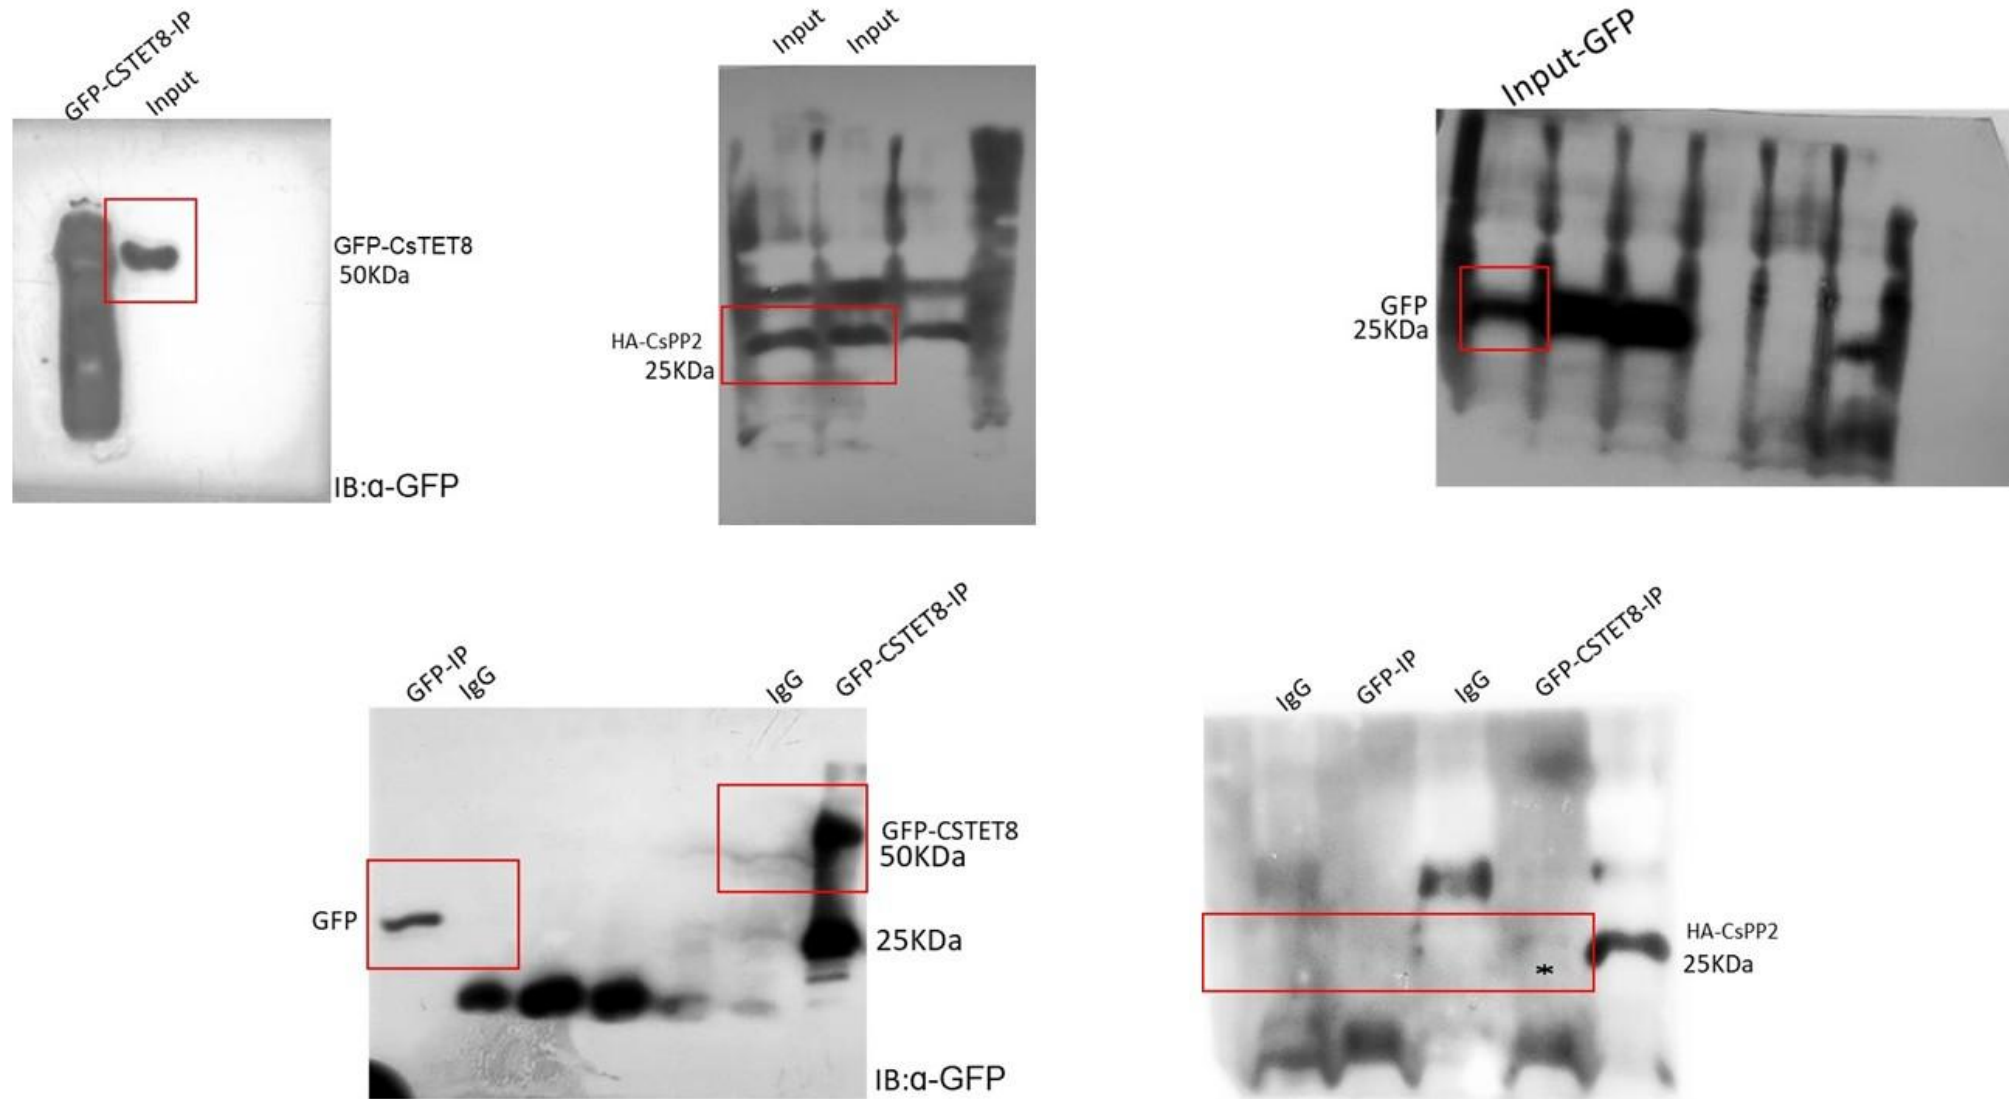 GFP-CSTET8-IP
Input
GFP-CsTET8
50KDa
IB:α-GFP
Input
Input
HA-CsPP2
25KDa
Input-GFP
GFP
25KDa
GFP-IP
IgG
IgG
GFP-CSTET8-IP
GFP
GFP-CSTET8
50KDa
25KDa
IB:α-GFP
IgG
GFP-IP
IgG
GFP-CSTET8-IP
*
HA-CsPP2
25KDa